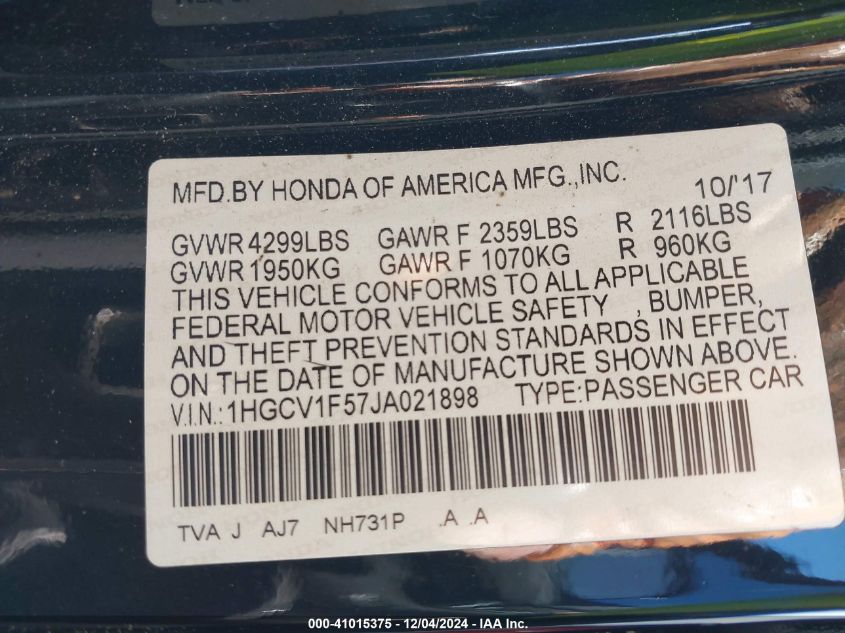 MFD.BY HONDA OF AMERICA MFG.,INC. 10/'17
GVWR 4299LBS GAWR F 2359LBS R 2116LBS
GVWR 1950KG GAWR F 1070KG R 960KG
THIS VEHICLE CONFORMS TO ALL APPLICABLE
FEDERAL MOTOR VEHICLE SAFETY , BUMPER,
AND THEFT PREVENTION STANDARDS IN EFFECT
ON THE DATE OF MANUFACTURE SHOWN ABOVE.
V.I.N.: 1HGCV1F57JA021898 TYPE:PASSENGER CAR
TVA J AJ7 NH731P .A .A
000-41015375 - 12/04/2024 - IAA Inc.